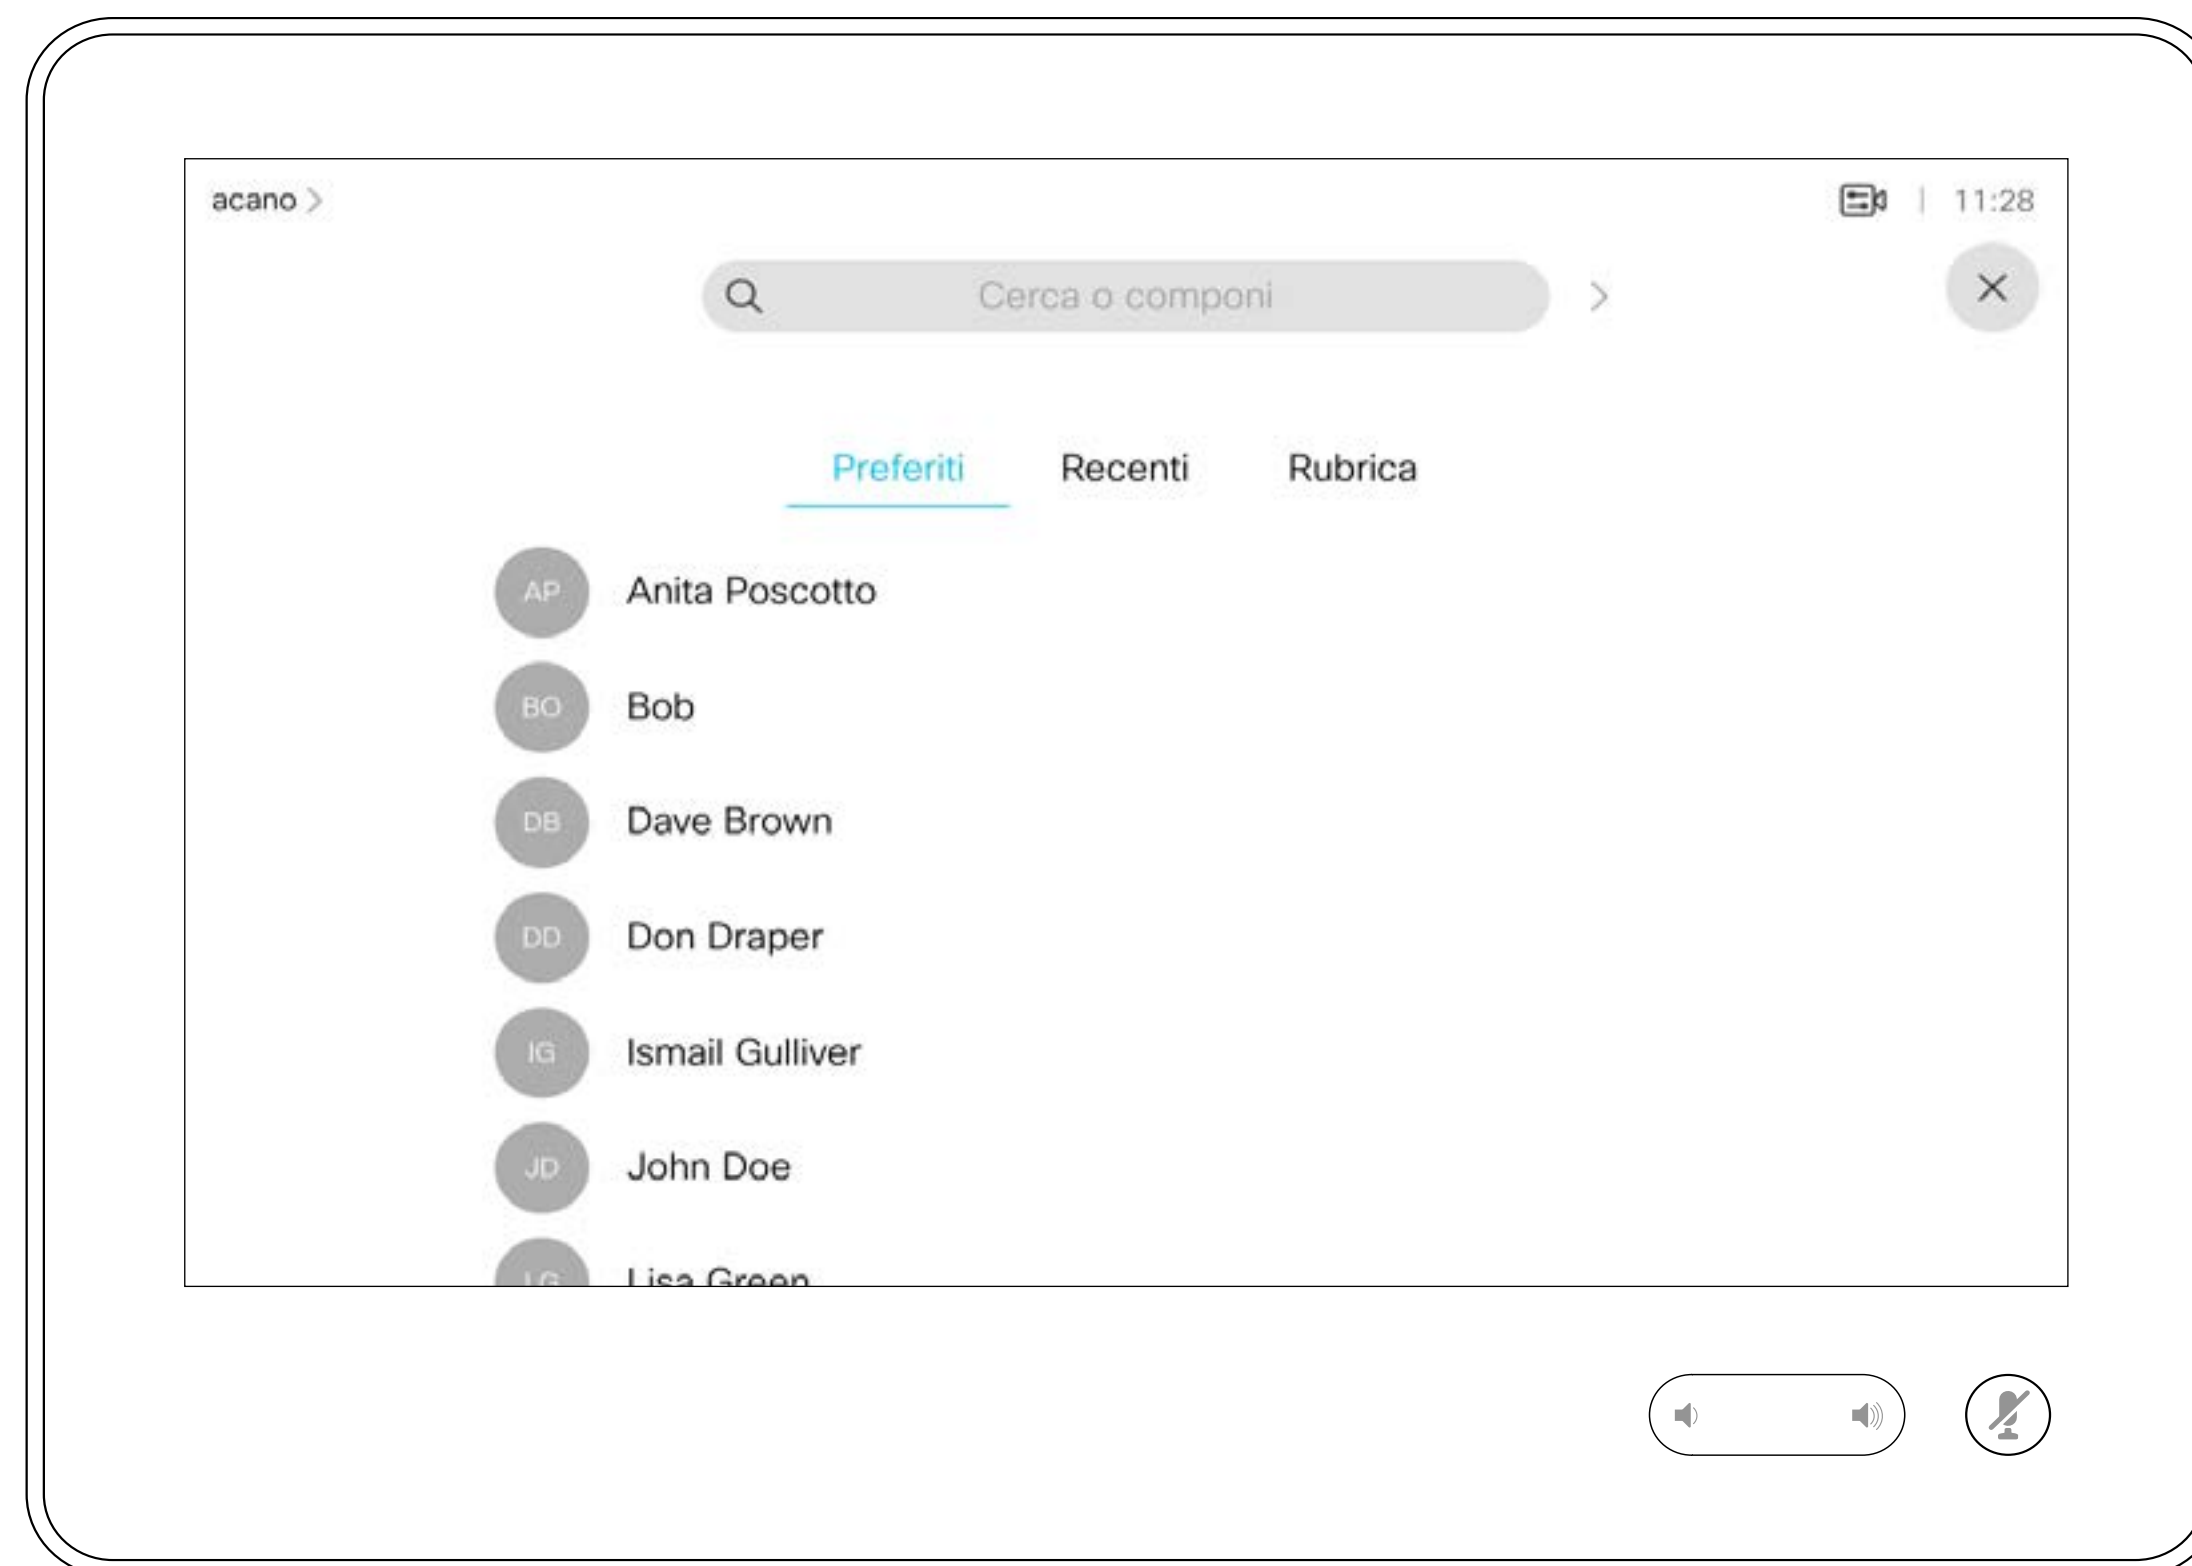 acano
11:28
Cerca o componi
Preferiti Recenti Rubrica
AP Anita Poscotto
BO Bob
DB Dave Brown
DD Don Draper
IG Ismail Gulliver
JD John Doe
LG Lisa Green